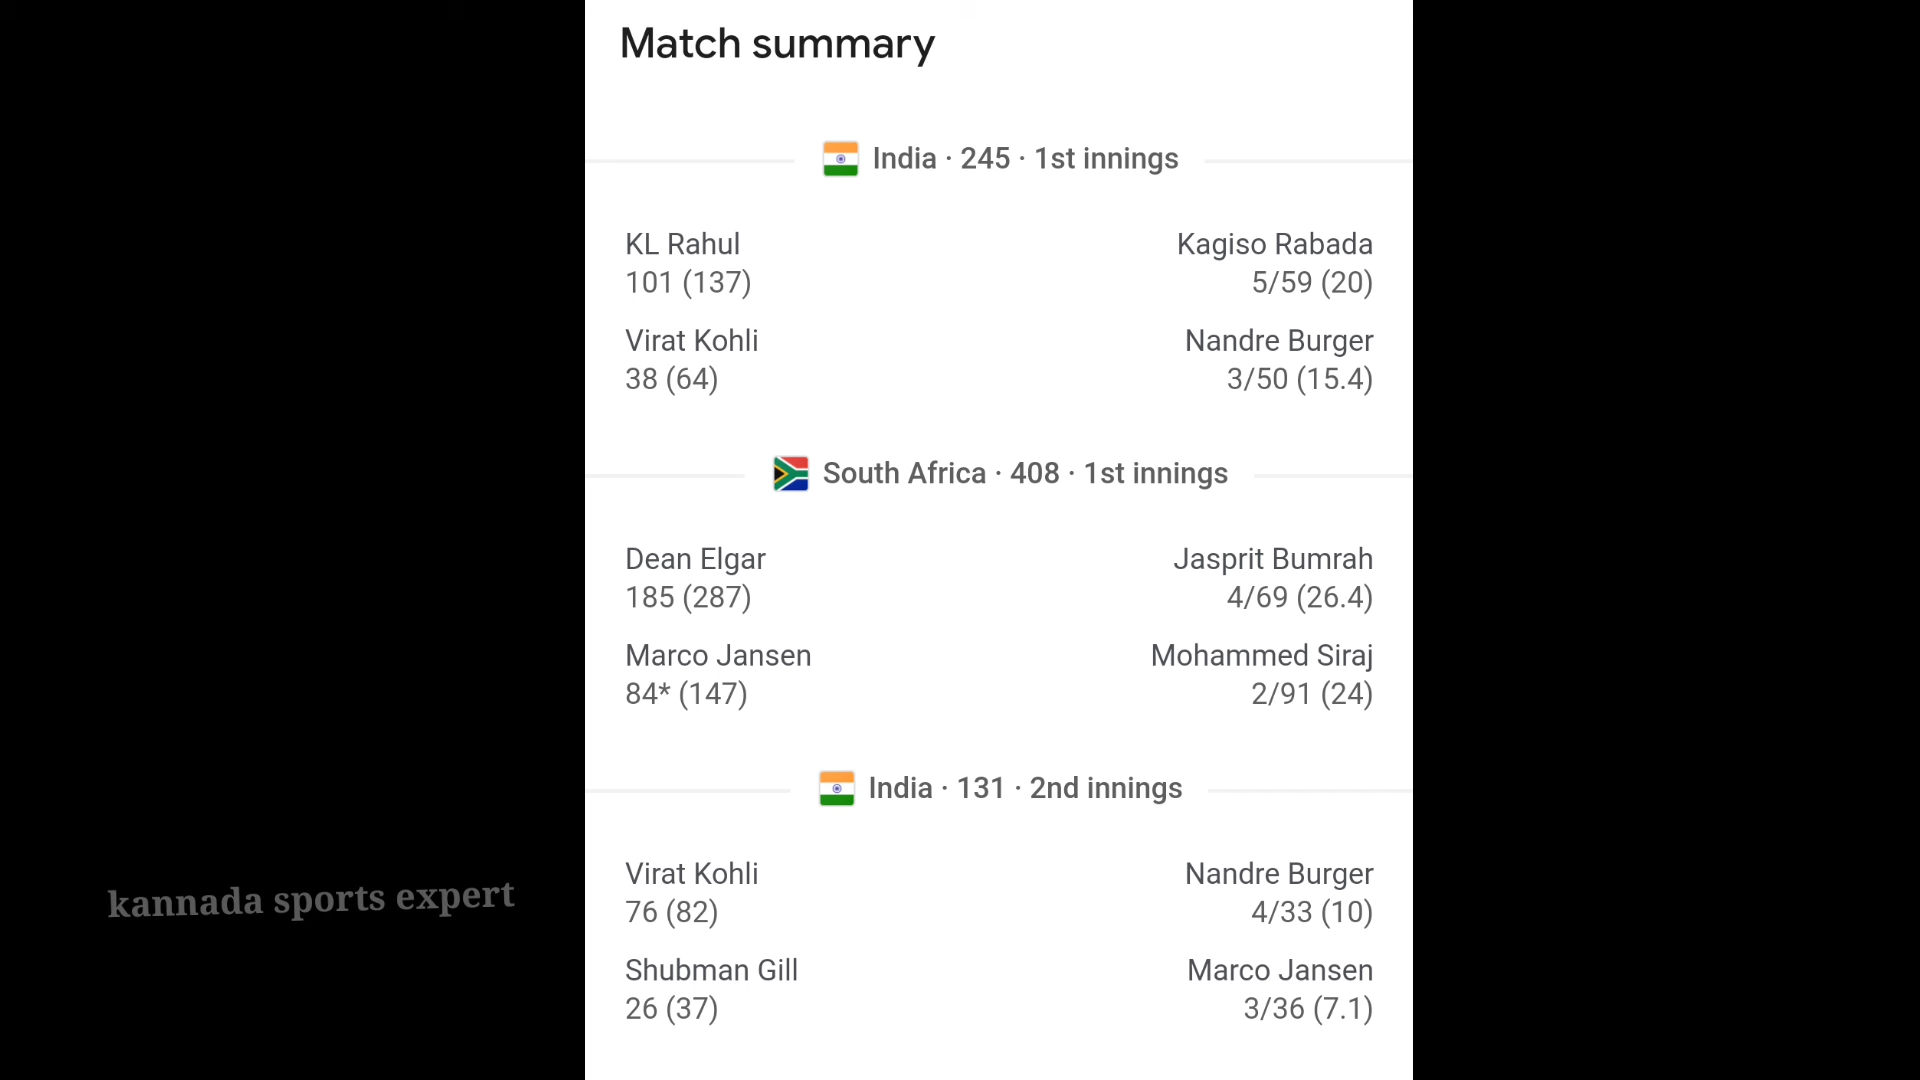 Match summary
India · 245 · 1st innings
KL Rahul Kagiso Rabada
101 (137) 5/59 (20)
Virat Kohli Nandre Burger
38 (64) 3/50 (15.4)
South Africa · 408 · 1st innings
Dean Elgar Jasprit Bumrah
185 (287) 4/69 (26.4)
Marco Jansen Mohammed Siraj
84* (147) 2/91 (24)
India · 131 · 2nd innings
Virat Kohli Nandre Burger
76 (82) 4/33 (10)
Shubman Gill Marco Jansen
26 (37) 3/36 (7.1)
kannada sports expert